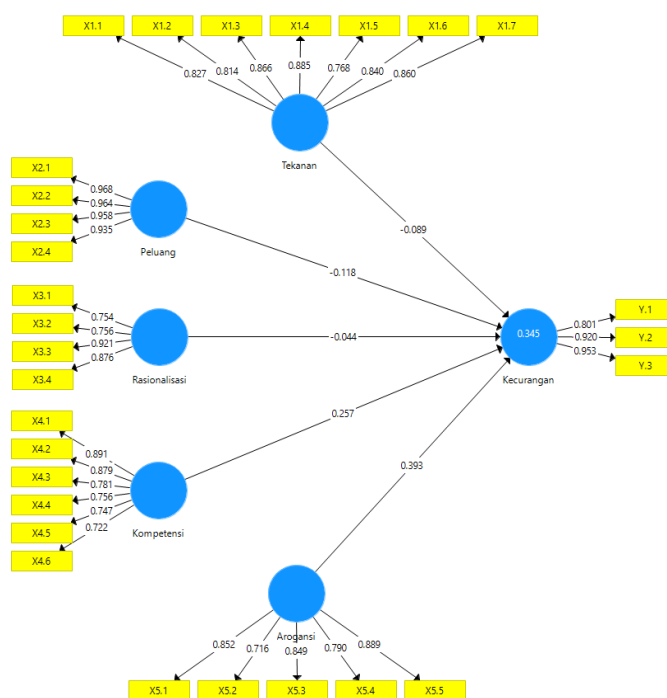 X1.1 X1.2 X1.3 X1.4 X1.5 X1.6 X1.7
0.827 0.814 0.866 0.885 0.768 0.840 0.860
Tekanan
X2.1
X2.2
X2.3
X2.4
0.968
0.964
0.958
0.935
Peluang
-0.089
-0.118
X3.1
X3.2
X3.3
X3.4
0.754
0.756
0.921
0.876
Rasionalisasi
-0.044
0.345
Kecurangan
0.801
0.920
0.953
Y.1
Y.2
Y.3
X4.1
X4.2
X4.3
X4.4
X4.5
X4.6
0.891
0.879
0.781
0.756
0.747
0.722
Kompetensi
0.257
0.393
Arogansi
0.852 0.716 0.849 0.790 0.889
X5.1 X5.2 X5.3 X5.4 X5.5